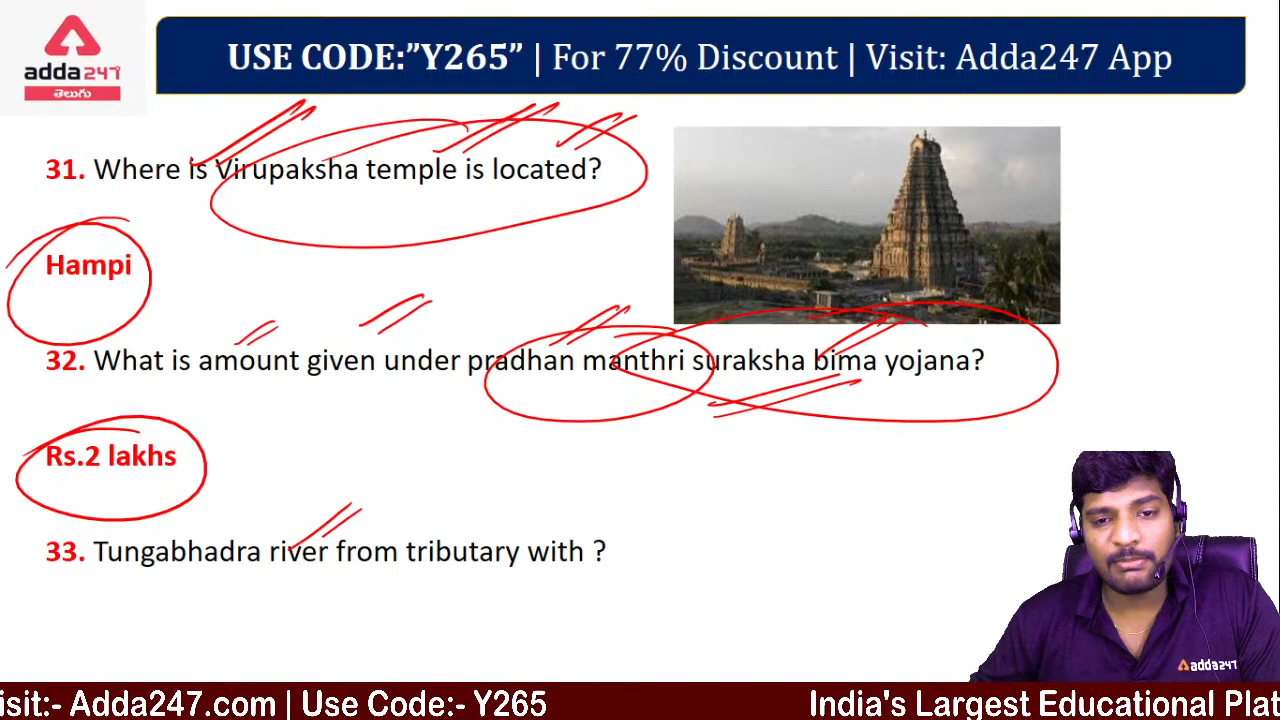 adda247
తెలుగు
USE CODE:”Y265” | For 77% Discount | Visit: Adda247 App
31. Where is Virupaksha temple is located?
Hampi
32. What is amount given under pradhan manthri suraksha bima yojana?
Rs.2 lakhs
33. Tungabhadra river from tributary with ?
adda247
isit:- Adda247.com | Use Code:- Y265
India's Largest Educational Plat